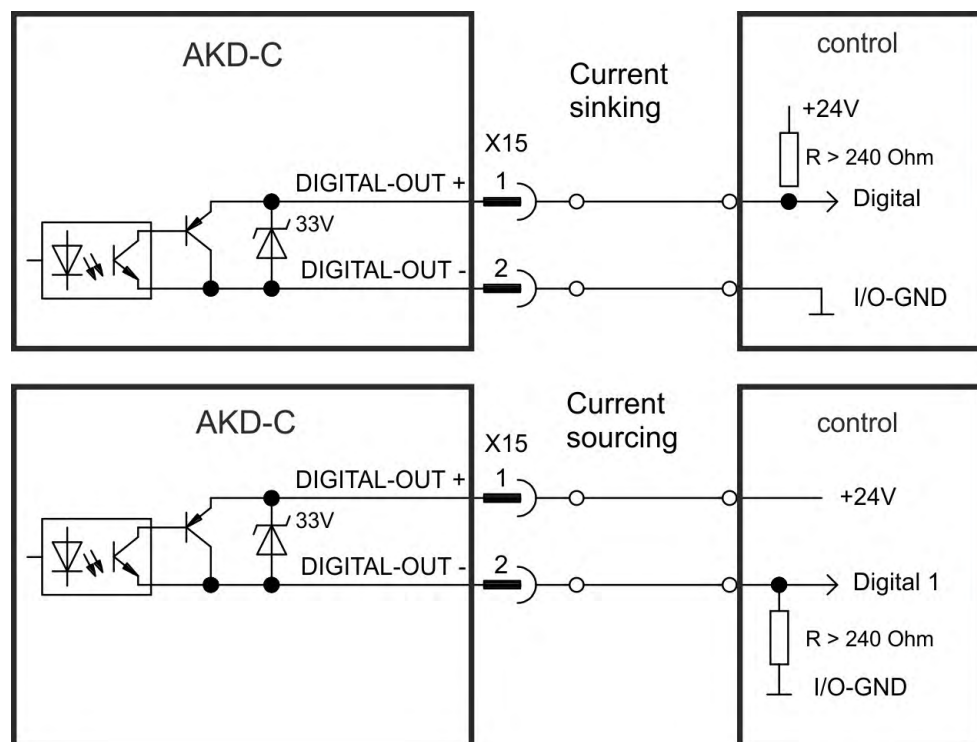 AKD-C
Current
sinking
control
+24V
R > 240 Ohm
X15
DIGITAL-OUT +
1
Digital
33V
DIGITAL-OUT -
2
I/O-GND
AKD-C
Current
sourcing
control
X15
DIGITAL-OUT +
1
+24V
33V
DIGITAL-OUT -
2
Digital 1
R > 240 Ohm
I/O-GND